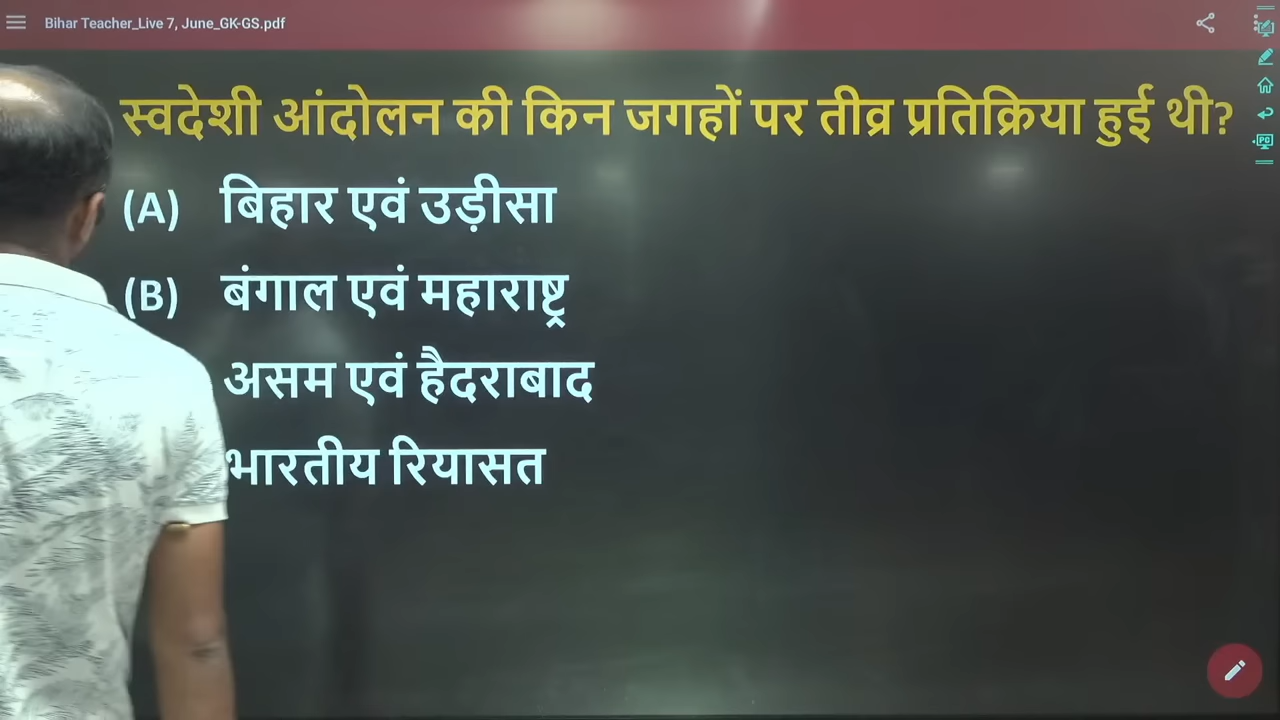 Bihar Teacher_Live 7, June_GK-GS.pdf
स्वदेशी आंदोलन की किन जगहों पर तीव्र प्रतिक्रिया हुई थी?
(A) बिहार एवं उड़ीसा
(B) बंगाल एवं महाराष्ट्र
असम एवं हैदराबाद
भारतीय रियासत